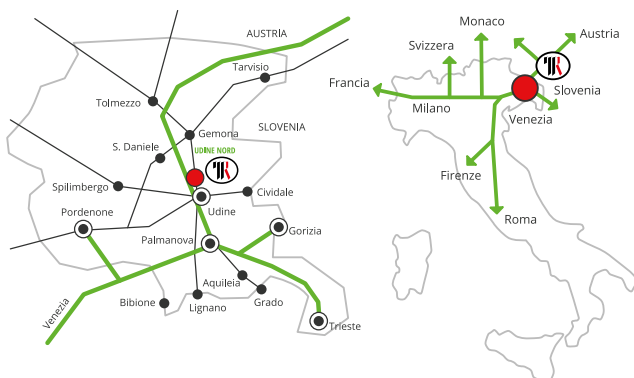 AUSTRIA
Tarvisio
Tolmezzo
Gemona
SLOVENIA
S. Daniele
UDINE NORD
Spilimbergo
Cividale
Pordenone
Udine
Palmanova
Gorizia
Aquileia
Bibione
Grado
Lignano
Venezia
Trieste
Monaco
Svizzera
Austria
Francia
Slovenia
Milano
Venezia
Firenze
Roma